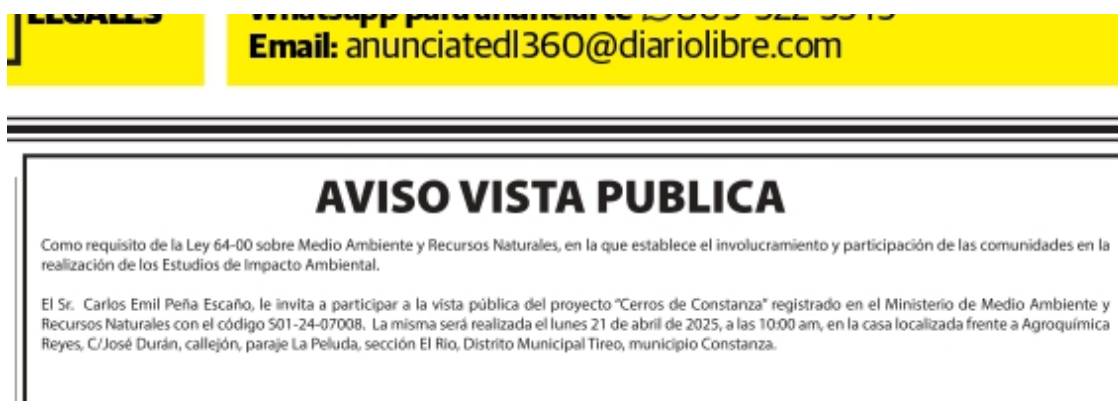 LEGALES
Whatsapp para anunciarte
Email: anunciatedl360@diariolibre.com
AVISO VISTA PUBLICA
Como requisito de la Ley 64-00 sobre Medio Ambiente y Recursos Naturales, en la que establece el involucramiento y participación de las comunidades en la
realización de los Estudios de Impacto Ambiental.
El Sr. Carlos Emil Peña Escaño, le invita a participar a la vista pública del proyecto "Cerros de Constanza" registrado en el Ministerio de Medio Ambiente y
Recursos Naturales con el código S01-24-07008. La misma será realizada el lunes 21 de abril de 2025, a las 10:00 am, en la casa localizada frente a Agroquímica
Reyes, C/José Durán, callejón, paraje La Peluda, sección El Rio, Distrito Municipal Tireo, municipio Constanza.